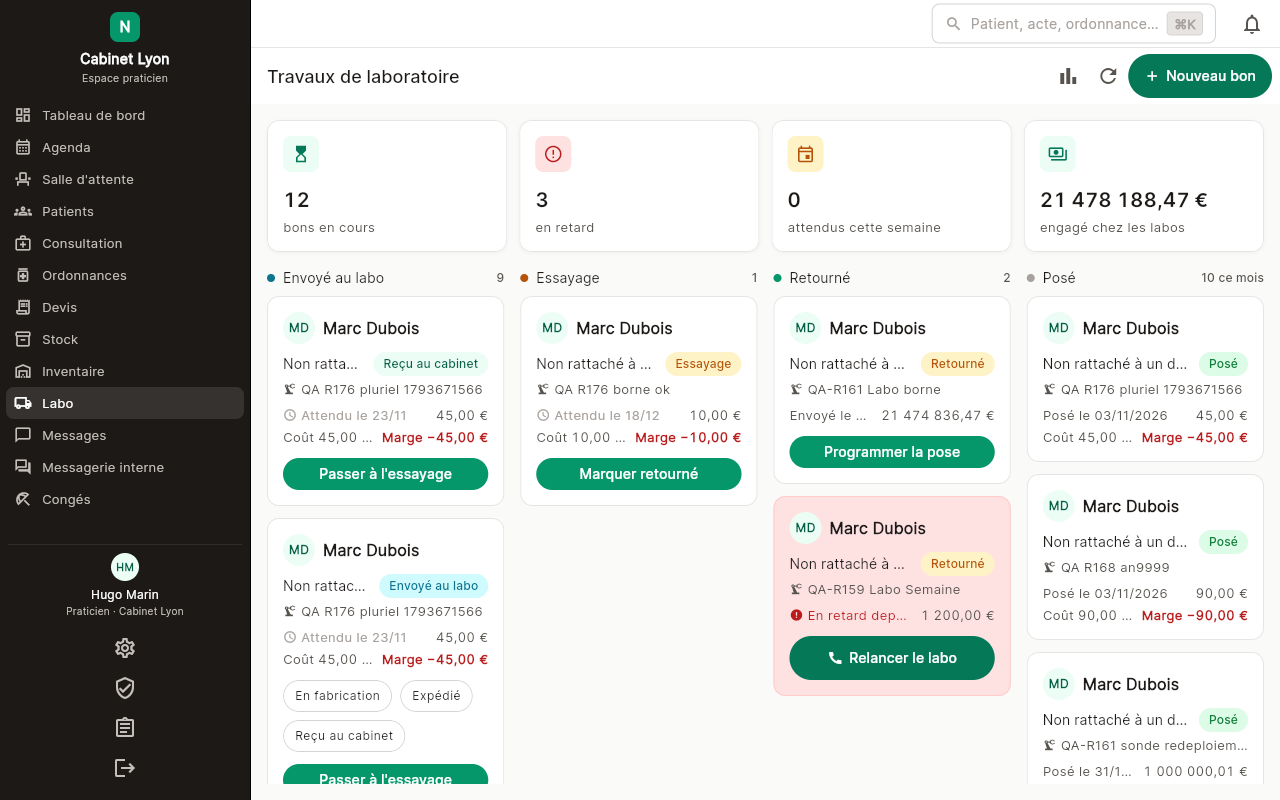 N
Cabinet Lyon
Espace praticien
Tableau de bord
Agenda
Salle d'attente
Patients
Consultation
Ordonnances
Devis
Stock
Inventaire
Labo
Messages
Messagerie interne
Congés
HM
Hugo Marin
Praticien · Cabinet Lyon
Patient, acte, ordonnance... ⌘K
Travaux de laboratoire
+ Nouveau bon
12
bons en cours
3
en retard
0
attendus cette semaine
21 478 188,47 €
engagé chez les labos
Envoyé au labo 9
MD Marc Dubois
Non ratta... Reçu au cabinet
QA R176 pluriel 1793671566
Attendu le 23/11 45,00 €
Coût 45,00 ... Marge −45,00 €
Passer à l'essayage
MD Marc Dubois
Non rattac... Envoyé au labo
QA R176 pluriel 1793671566
Attendu le 23/11 45,00 €
Coût 45,00 ... Marge −45,00 €
En fabrication Expédié
Reçu au cabinet
Passer à l'essayage
Essayage 1
MD Marc Dubois
Non rattaché à ... Essayage
QA R176 borne ok
Attendu le 18/12 10,00 €
Coût 10,00 ... Marge −10,00 €
Marquer retourné
Retourné 2
MD Marc Dubois
Non rattaché à ... Retourné
QA-R161 Labo borne
Envoyé le ... 21 474 836,47 €
Programmer la pose
MD Marc Dubois
Non rattaché à ... Retourné
QA-R159 Labo Semaine
En retard dep... 1 200,00 €
Relancer le labo
Posé 10 ce mois
MD Marc Dubois
Non rattaché à un d... Posé
QA R176 pluriel 1793671566
Posé le 03/11/2026 45,00 €
Coût 45,00 ... Marge −45,00 €
MD Marc Dubois
Non rattaché à un d... Posé
QA R168 an9999
Posé le 03/11/2026 90,00 €
Coût 90,00 ... Marge −90,00 €
MD Marc Dubois
Non rattaché à un d... Posé
QA-R161 sonde redeploiem...
Posé le 31/1... 1 000 000,01 €